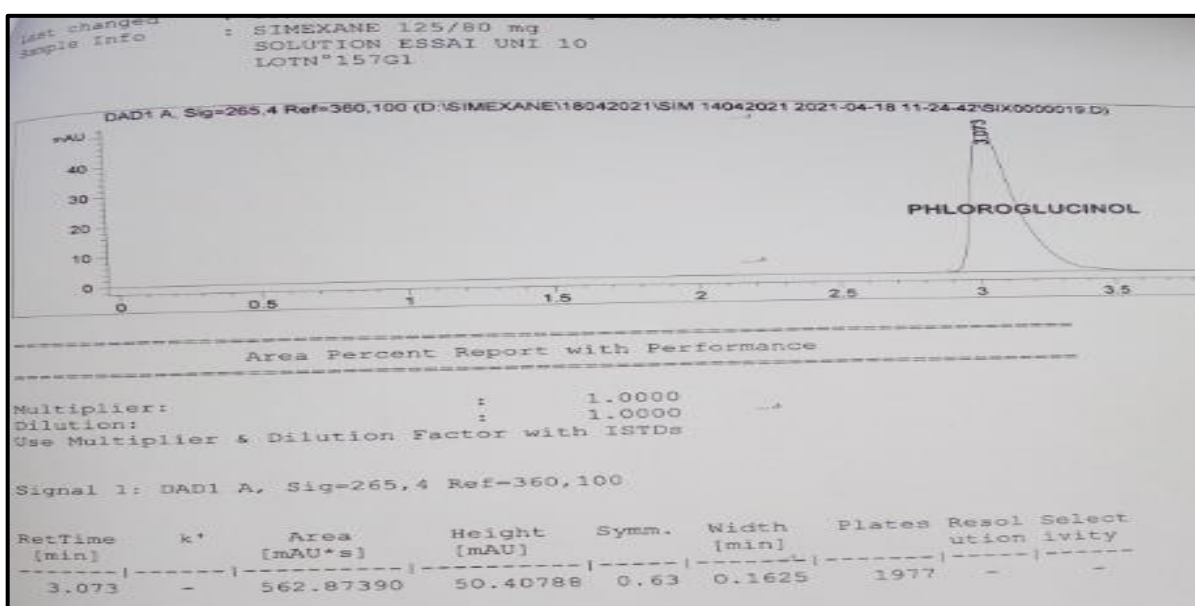 Last changed :
Sample Info : SIMEXANE 125/80 mg
SOLUTION ESSAI UNI 10
LOTN°157G1
DAD1 A, Sig=265,4 Ref=360,100 (D:\SIMEXANE\18042021\SIM 14042021 2021-04-18 11-24-42\SIX0000019.D)
mAU
3.073
40
30
PHLOROGLUCINOL
20
10
0
0 0.5 1 1.5 2 2.5 3 3.5
Area Percent Report with Performance
Multiplier: : 1.0000
Dilution: : 1.0000
Use Multiplier & Dilution Factor with ISTDs
Signal 1: DAD1 A, Sig=265,4 Ref=360,100
RetTime k' Area Height Symm. Width Plates Resol Select
[min] [mAU*s] [mAU] [min] ution ivity
3.073 - 562.87390 50.40788 0.63 0.1625 1977 - -